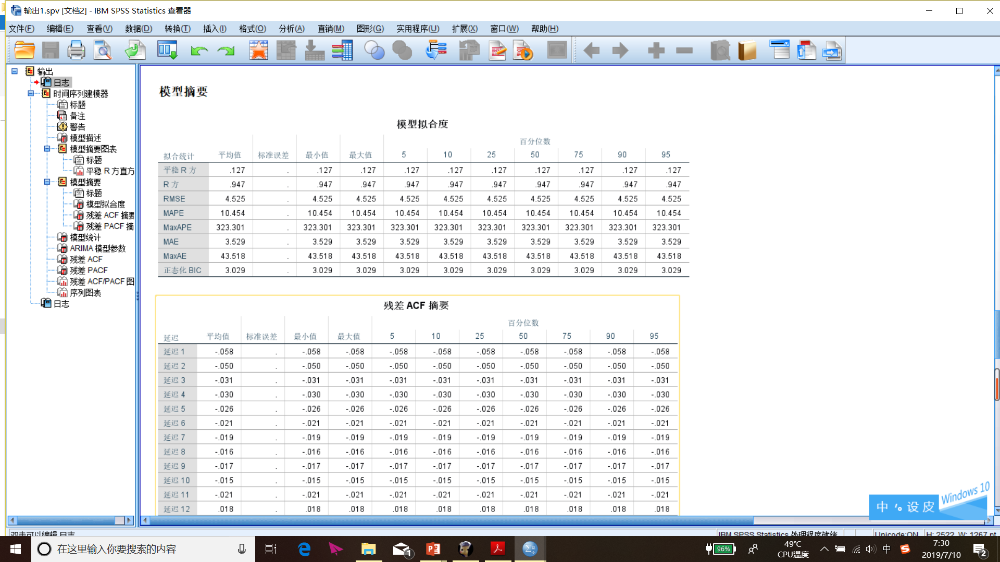 输出1.spv [文档2] - IBM SPSS Statistics 查看器
文件(F) 编辑(E) 查看(V) 数据(D) 转换(T) 插入(I) 格式(O) 分析(A) 直销(M) 图形(G) 实用程序(U) 扩展(X) 窗口(W) 帮助(H)
输出
日志
时间序列建模器
标题
备注
警告
模型描述
模型摘要图表
标题
平稳 R 方直方
模型摘要
标题
模型拟合度
残差 ACF 摘要
残差 PACF 摘
模型统计
ARIMA 模型参数
残差 ACF
残差 PACF
残差 ACF/PACF 图
序列图表
日志
模型摘要
模型拟合度
百分位数
拟合统计 平均值 标准误差 最小值 最大值 5 10 25 50 75 90 95
平稳 R 方 .127 . .127 .127 .127 .127 .127 .127 .127 .127 .127
R 方 .947 . .947 .947 .947 .947 .947 .947 .947 .947 .947
RMSE 4.525 . 4.525 4.525 4.525 4.525 4.525 4.525 4.525 4.525 4.525
MAPE 10.454 . 10.454 10.454 10.454 10.454 10.454 10.454 10.454 10.454 10.454
MaxAPE 323.301 . 323.301 323.301 323.301 323.301 323.301 323.301 323.301 323.301 323.301
MAE 3.529 . 3.529 3.529 3.529 3.529 3.529 3.529 3.529 3.529 3.529
MaxAE 43.518 . 43.518 43.518 43.518 43.518 43.518 43.518 43.518 43.518 43.518
正态化 BIC 3.029 . 3.029 3.029 3.029 3.029 3.029 3.029 3.029 3.029 3.029
残差 ACF 摘要
百分位数
延迟 平均值 标准误差 最小值 最大值 5 10 25 50 75 90 95
延迟 1 -.058 . -.058 -.058 -.058 -.058 -.058 -.058 -.058 -.058 -.058
延迟 2 -.050 . -.050 -.050 -.050 -.050 -.050 -.050 -.050 -.050 -.050
延迟 3 -.031 . -.031 -.031 -.031 -.031 -.031 -.031 -.031 -.031 -.031
延迟 4 -.030 . -.030 -.030 -.030 -.030 -.030 -.030 -.030 -.030 -.030
延迟 5 -.026 . -.026 -.026 -.026 -.026 -.026 -.026 -.026 -.026 -.026
延迟 6 -.021 . -.021 -.021 -.021 -.021 -.021 -.021 -.021 -.021 -.021
延迟 7 -.019 . -.019 -.019 -.019 -.019 -.019 -.019 -.019 -.019 -.019
延迟 8 -.016 . -.016 -.016 -.016 -.016 -.016 -.016 -.016 -.016 -.016
延迟 9 -.017 . -.017 -.017 -.017 -.017 -.017 -.017 -.017 -.017 -.017
延迟 10 -.015 . -.015 -.015 -.015 -.015 -.015 -.015 -.015 -.015 -.015
延迟 11 -.021 . -.021 -.021 -.021 -.021 -.021 -.021 -.021 -.021 -.021
延迟 12 .018 . .018 .018 .018 .018 .018 .018 .018 .018 .018
中 设 皮 Windows 10
双击可以编辑 日志 IBM SPSS Statistics 处理程序就绪 Unicode:ON H: 2522, W: 1267 pt
在这里输入你要搜索的内容 1 96% 49℃ 中 7:30 2
CPU温度 2019/7/10